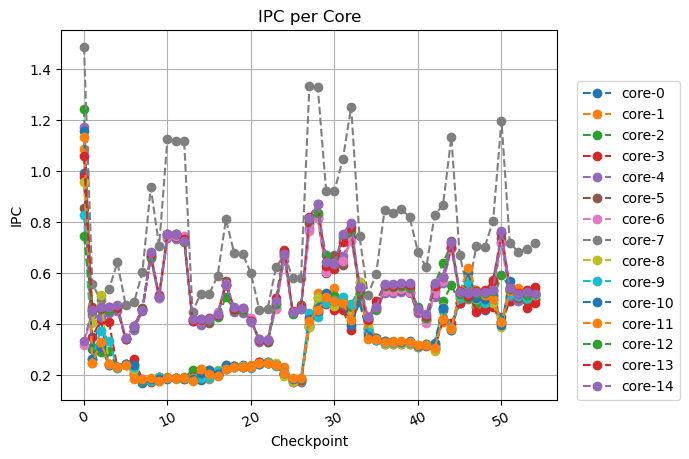 IPC per Core
IPC
1.4
1.2
1.0
0.8
0.6
0.4
0.2
0
10
20
30
40
50
Checkpoint
core-0
core-1
core-2
core-3
core-4
core-5
core-6
core-7
core-8
core-9
core-10
core-11
core-12
core-13
core-14